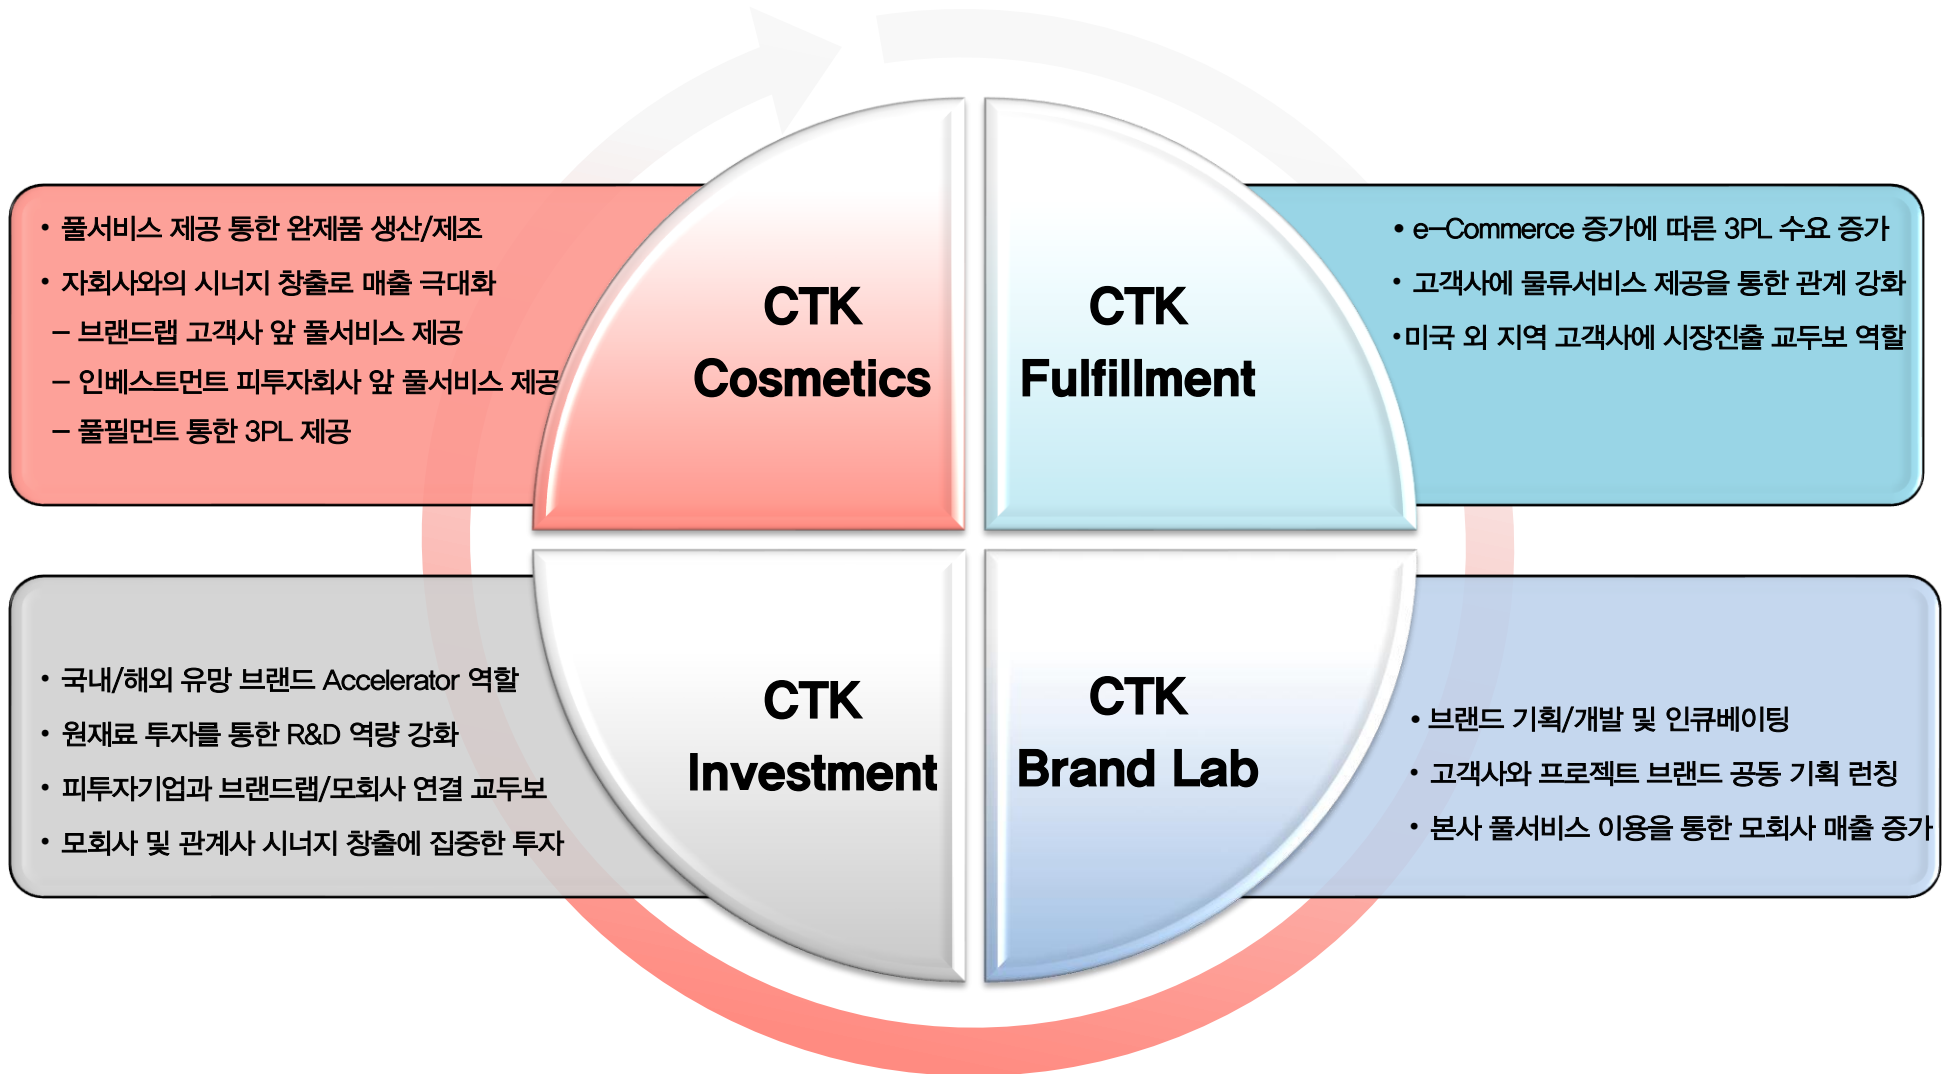 • 풀서비스 제공 통한 완제품 생산/제조
• 자회사와의 시너지 창출로 매출 극대화
– 브랜드랩 고객사 앞 풀서비스 제공
– 인베스트먼트 피투자회사 앞 풀서비스 제공
– 풀필먼트 통한 3PL 제공
CTK
Cosmetics
CTK
Fulfillment
• e-Commerce 증가에 따른 3PL 수요 증가
• 고객사에 물류서비스 제공을 통한 관계 강화
•미국 외 지역 고객사에 시장진출 교두보 역할
• 국내/해외 유망 브랜드 Accelerator 역할
• 원재료 투자를 통한 R&D 역량 강화
• 피투자기업과 브랜드랩/모회사 연결 교두보
• 모회사 및 관계사 시너지 창출에 집중한 투자
CTK
Investment
CTK
Brand Lab
• 브랜드 기획/개발 및 인큐베이팅
• 고객사와 프로젝트 브랜드 공동 기획 런칭
• 본사 풀서비스 이용을 통한 모회사 매출 증가